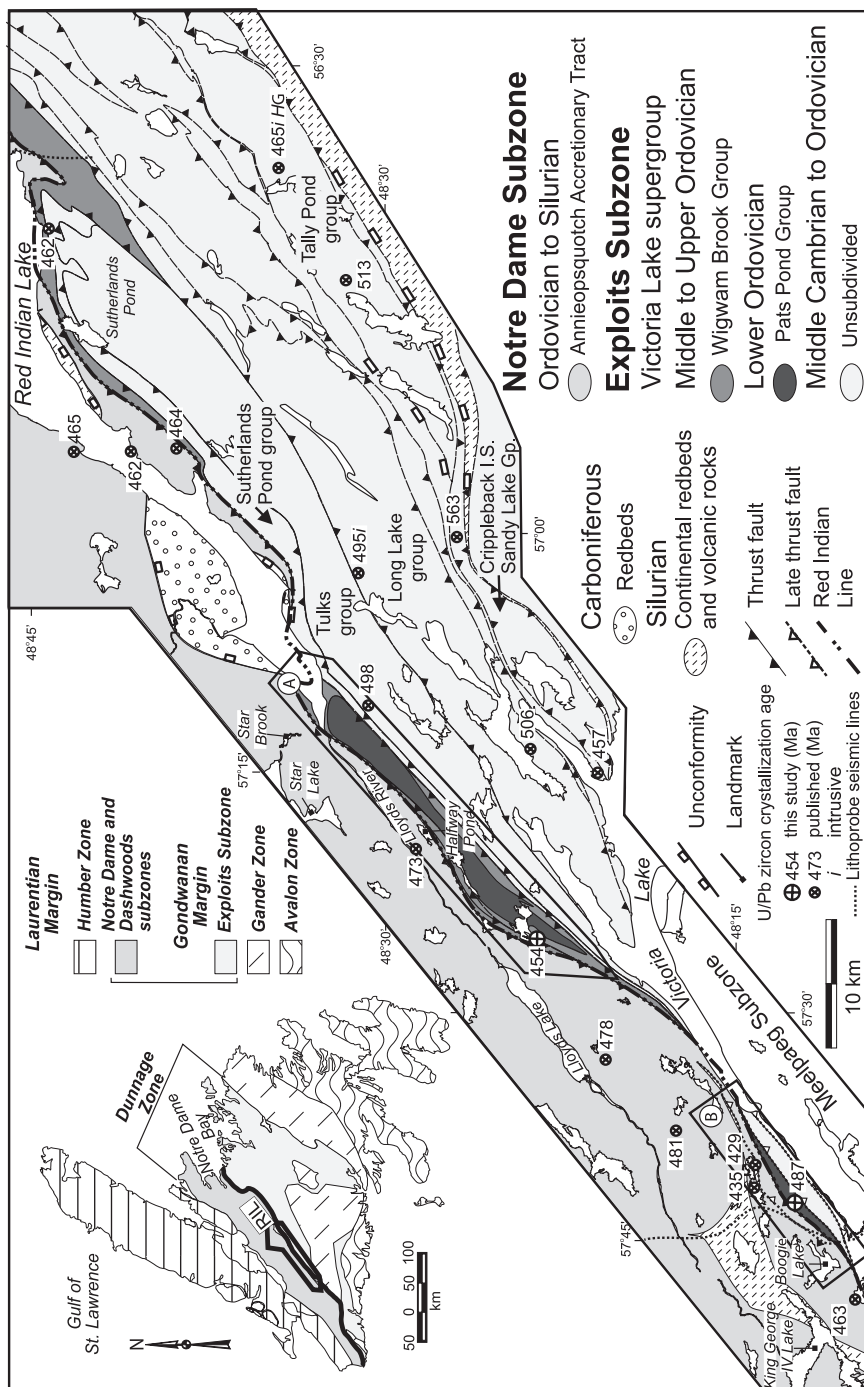 Gulf of
St. Lawrence
N
Notre Dame
Bay
Dunnage
Zone
RIL
50 0 50 100
km
Laurentian
Margin
Humber Zone
Notre Dame and
Dashwoods
subzones
Gondwanan
Margin
Exploits Subzone
Gander Zone
Avalon Zone
48°45'
57°15'
48°30'
57°45'
57°30'
48°15'
57°00'
48°30'
56°30'
Red Indian Lake
465
462
464
462
Sutherlands
Pond
Sutherlands
Pond group
Tally Pond
group
465i HG
513
Star
Brook
Star
Lake
A
Tulks
group
495i
Long Lake
group
563
Crippleback I.S.
Sandy Lake Gp.
498
Lloyds River
473
Halfway
Pond
506
457
454
Lloyds Lake
478
481
Victoria
Lake
Meelpaeg Subzone
B
435
429
487
Boogie
Lake
King George
IV Lake
463
Notre Dame Subzone
Ordovician to Silurian
Annieopsquotch Accretionary Tract
Exploits Subzone
Victoria Lake supergroup
Middle to Upper Ordovician
Wigwam Brook Group
Lower Ordovician
Pats Pond Group
Middle Cambrian to Ordovician
Unsubdivided
Carboniferous
Redbeds
Silurian
Continental redbeds
and volcanic rocks
Thrust fault
Late thrust fault
Red Indian
Line
Unconformity
Landmark
U/Pb zircon crystallization age
454 this study (Ma)
473 published (Ma)
i intrusive
Lithoprobe seismic lines
10 km